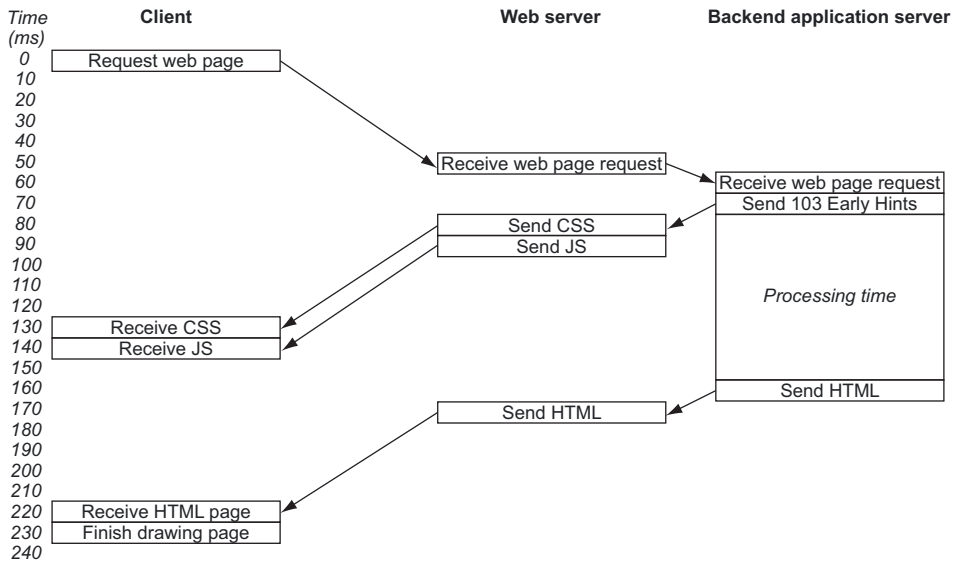 Time Client Web server Backend application server
(ms)
0 Request web page
10
20
30
40
50 Receive web page request
60 Receive web page request
70 Send 103 Early Hints
80 Send CSS
90 Send JS
100
110
Processing time
120
130 Receive CSS
140 Receive JS
150
160 Send HTML
170 Send HTML
180
190
200
210
220 Receive HTML page
230 Finish drawing page
240